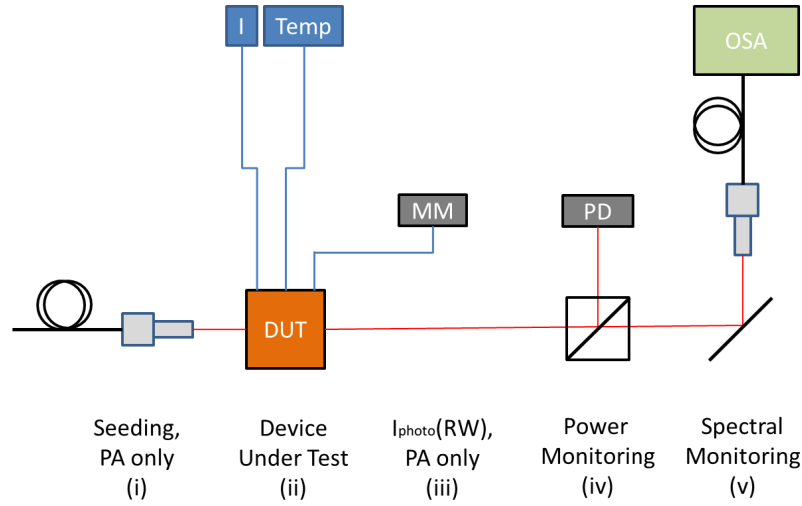 I
Temp
OSA
MM
PD
DUT
Seeding,
PA only
(i)
Device
Under Test
(ii)
Iphoto(RW),
PA only
(iii)
Power
Monitoring
(iv)
Spectral
Monitoring
(v)